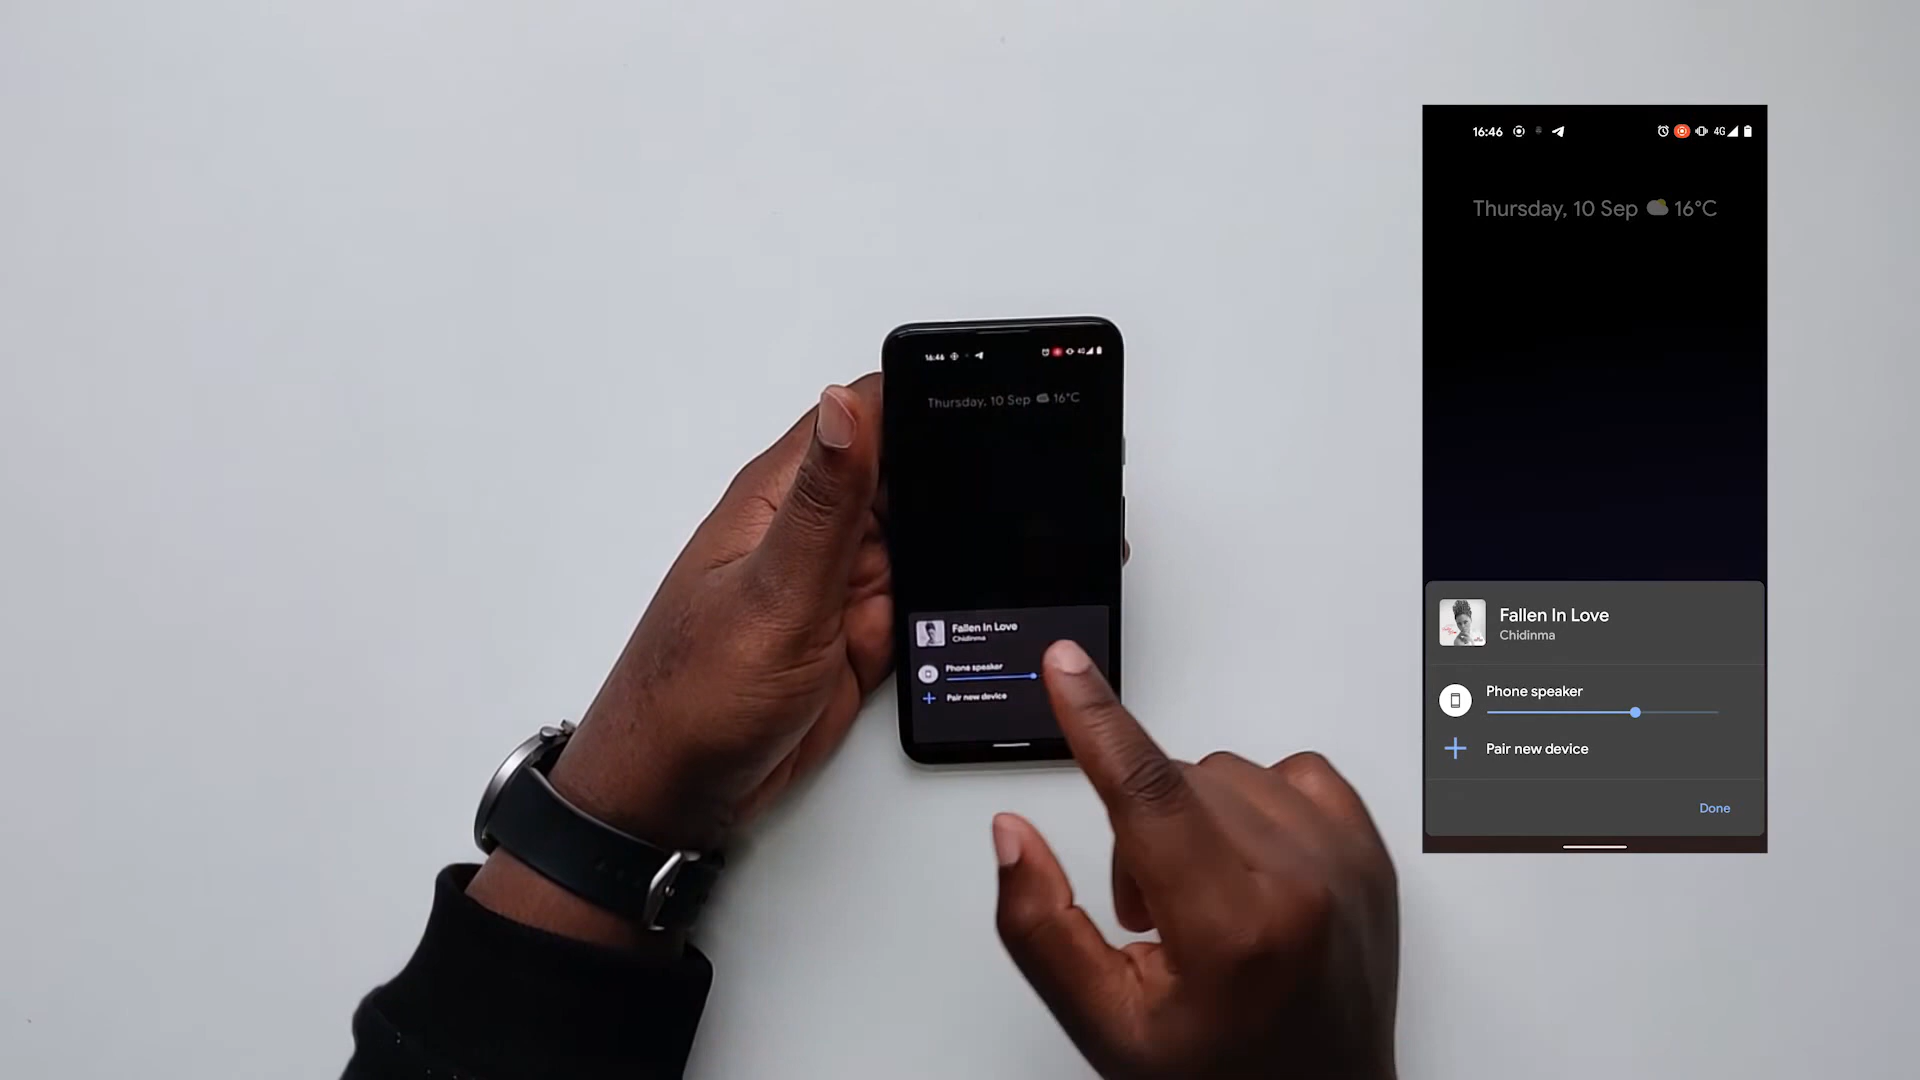 16:46
4G
Thursday, 10 Sep 16°C
Fallen In Love
Chidinma
Phone speaker
Pair new device
16:46 4G
Thursday, 10 Sep 16°C
Fallen In Love
Chidinma
Phone speaker
Pair new device
Done